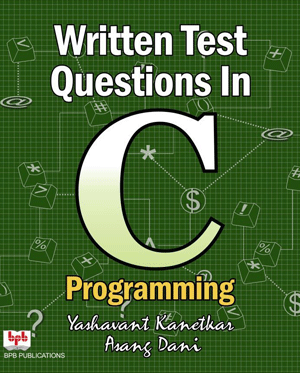 Written Test
Questions In
C
Programming
Yashavant Kanetkar
Asang Dani
bpb
BPB PUBLICATIONS